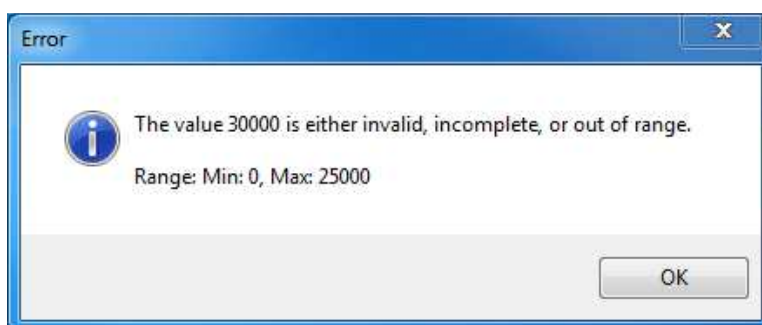 Error
The value 30000 is either invalid, incomplete, or out of range.
Range: Min: 0, Max: 25000
OK